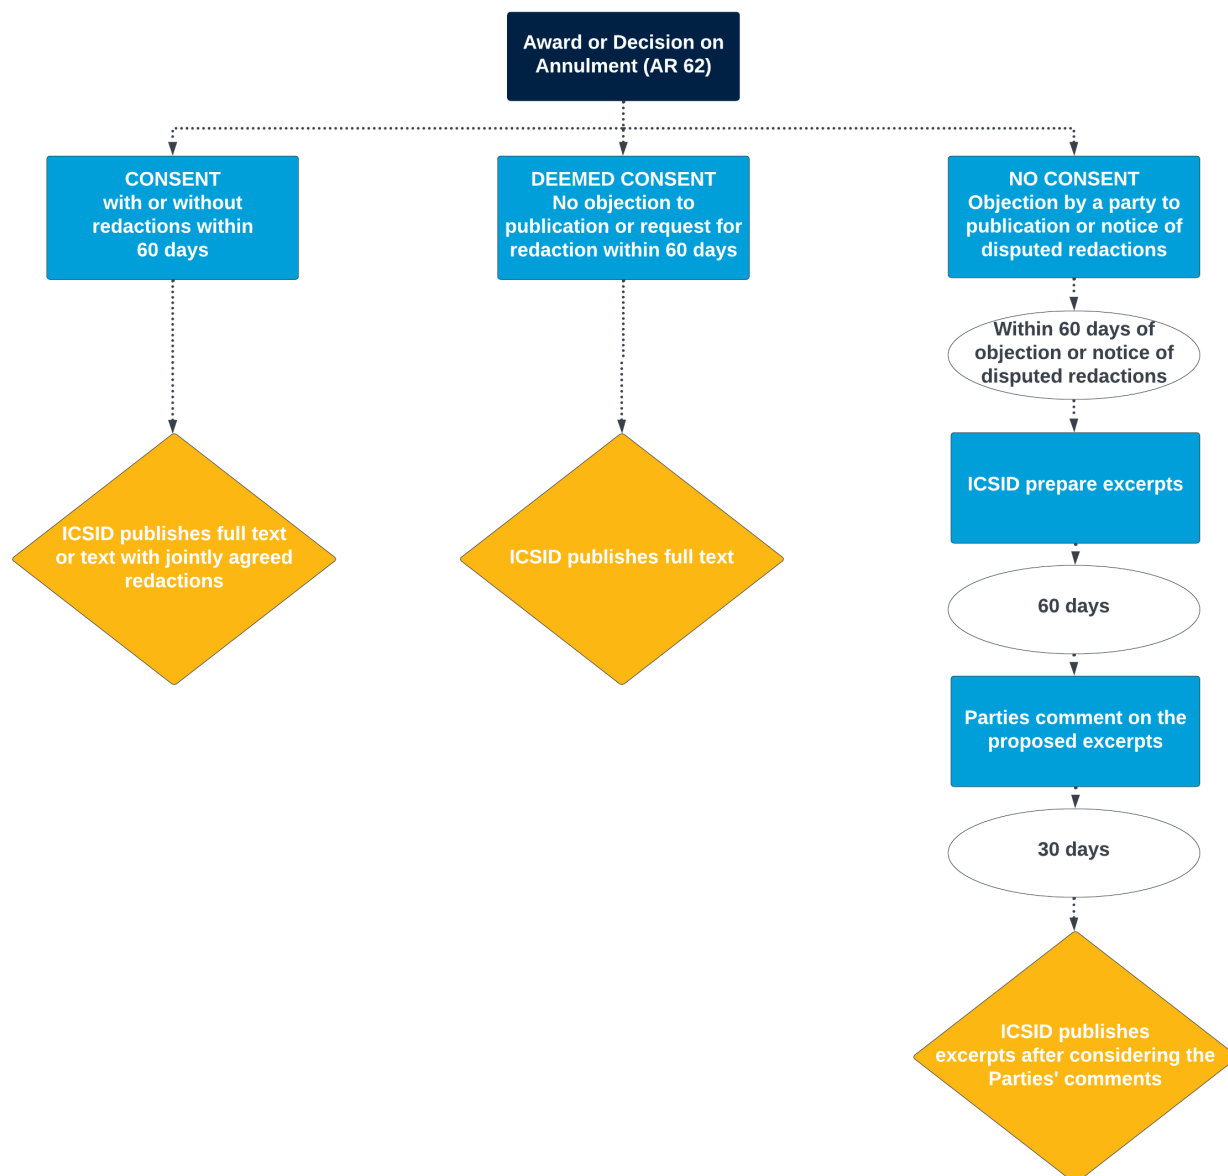 Award or Decision on
Annulment (AR 62)
CONSENT
with or without
redactions within
60 days
DEEMED CONSENT
No objection to
publication or request for
redaction within 60 days
NO CONSENT
Objection by a party to
publication or notice of
disputed redactions
Within 60 days of
objection or notice of
disputed redactions
ICSID publishes full text
or text with jointly agreed
redactions
ICSID publishes full text
ICSID prepare excerpts
60 days
Parties comment on the
proposed excerpts
30 days
ICSID publishes
excerpts after considering the
Parties' comments